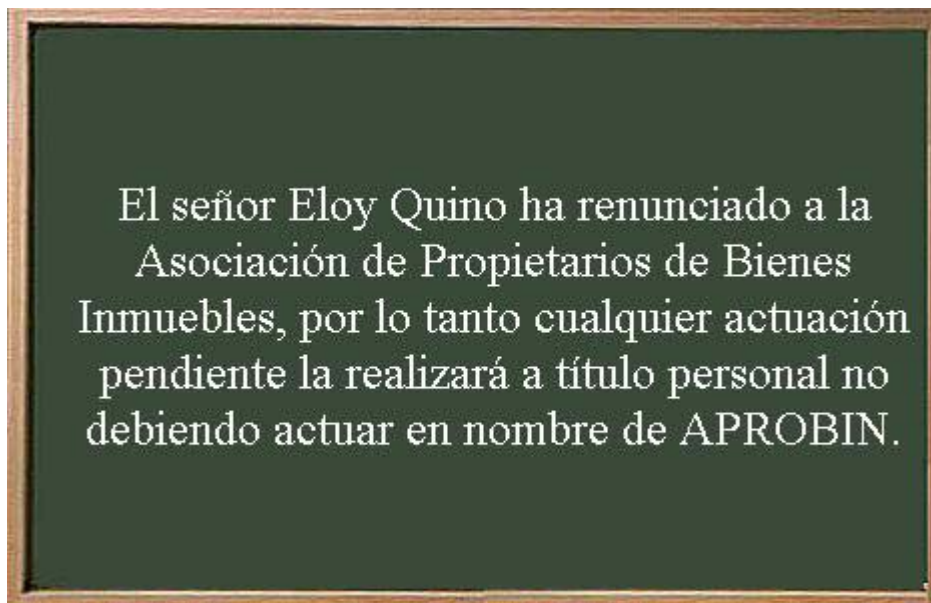 El señor Eloy Quino ha renunciado a la
Asociación de Propietarios de Bienes
Inmuebles, por lo tanto cualquier actuación
pendiente la realizará a título personal no
debiendo actuar en nombre de APROBIN.